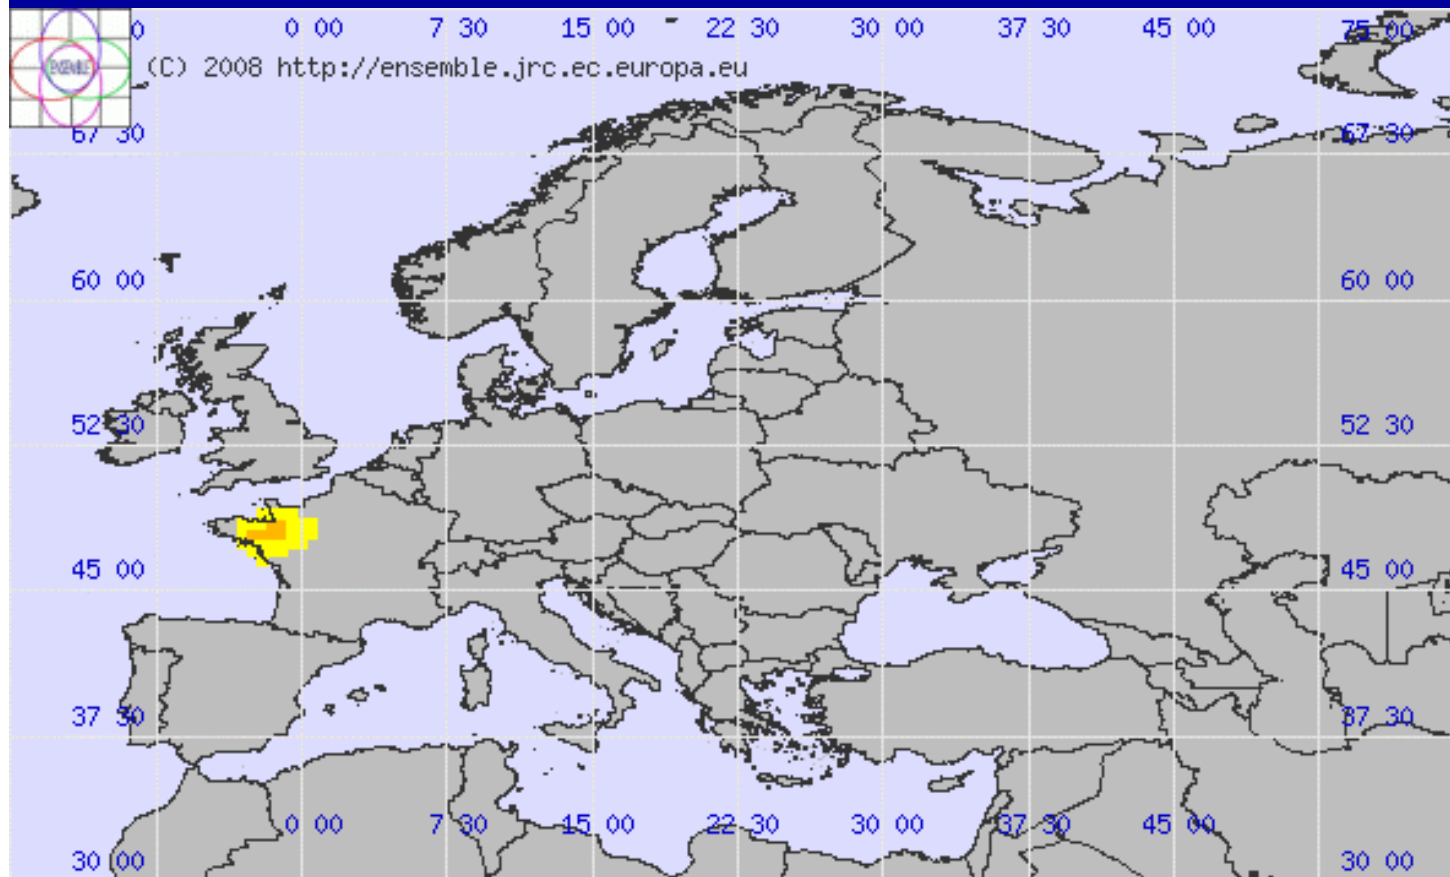 0 0 00 7 30 15 00 22 30 30 00 37 30 45 00 75 00
ENSEMBLE (C) 2008 http://ensemble.jrc.ec.europa.eu
67 30 67 30
60 00 60 00
52 30 52 30
45 00 45 00
37 30 37 30
0 00 7 30 15 00 22 30 30 00 37 30 45 00
30 00 30 00